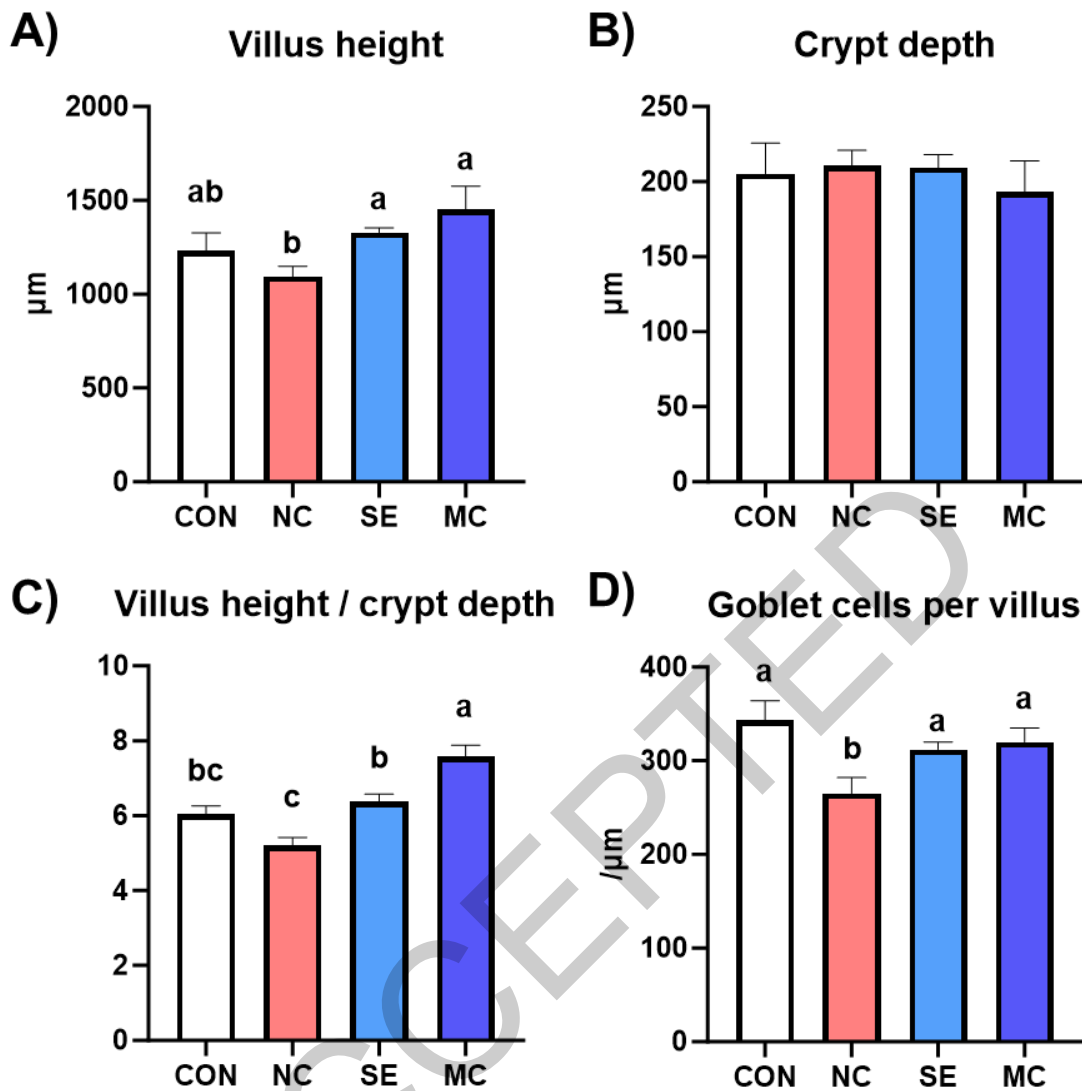 A) Villus height
2000
1500
1000
500
0
µm
ab
b
a
a
CON NC SE MC
B) Crypt depth
250
200
150
100
50
0
µm
CON NC SE MC
C) Villus height / crypt depth
10
8
6
4
2
0
bc
c
b
a
CON NC SE MC
D) Goblet cells per villus
400
300
200
100
0
/µm
a
b
a
a
CON NC SE MC
CCEPTED